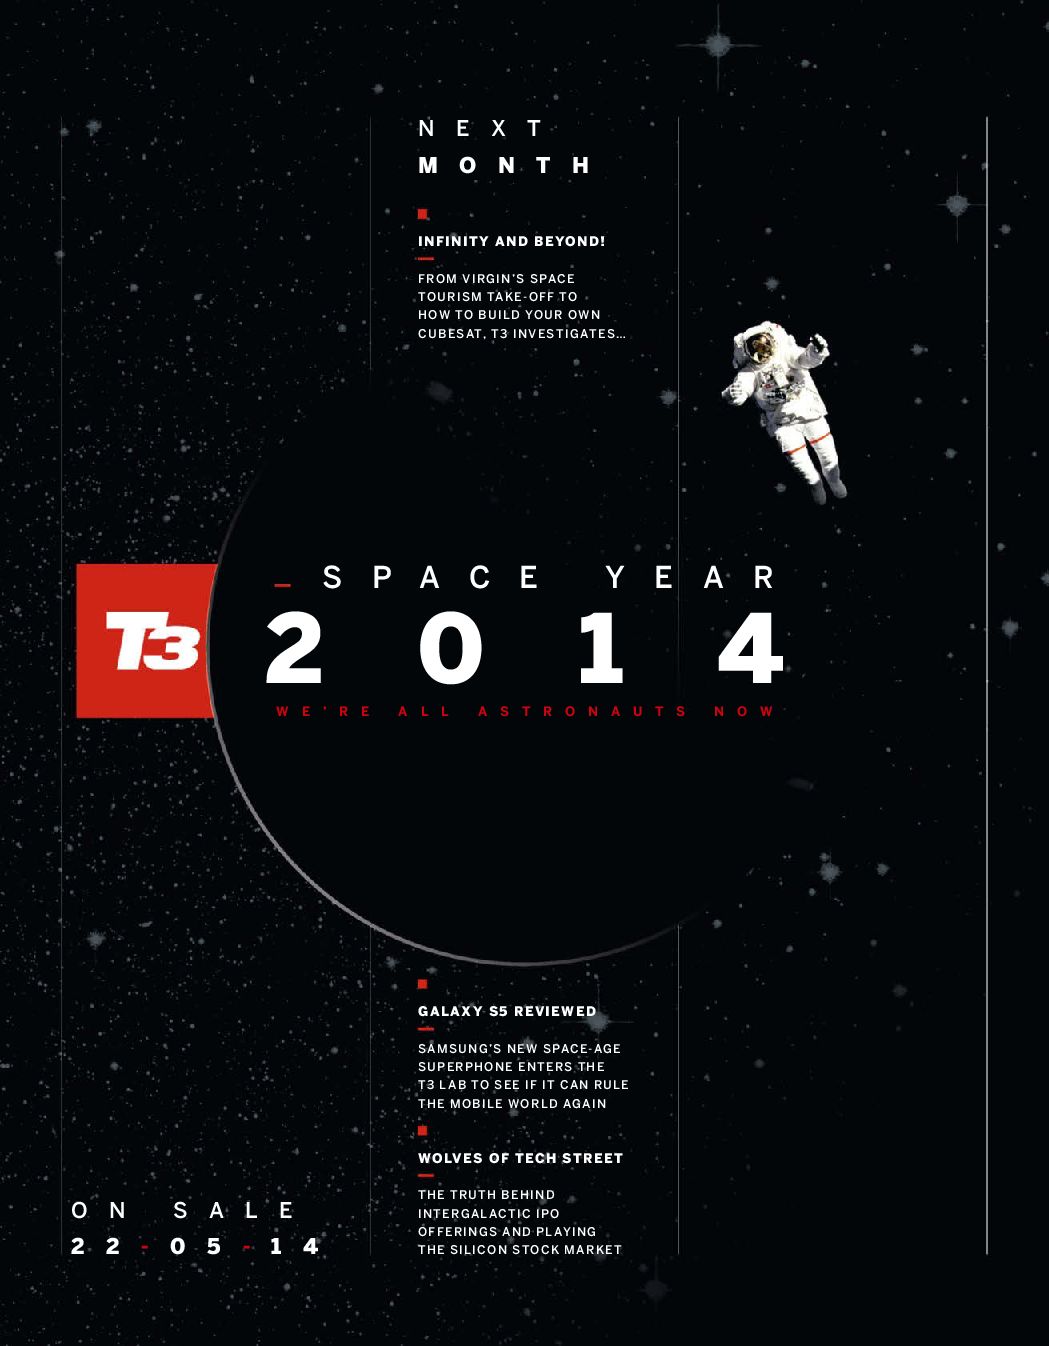 NEXT
MONTH
INFINITY AND BEYOND!
FROM VIRGIN'S SPACE
TOURISM TAKE-OFF TO
HOW TO BUILD YOUR OWN
CUBESAT, T3 INVESTIGATES...
T3
_SPACE YEAR
2014
WE'RE ALL ASTRONAUTS NOW
GALAXY S5 REVIEWED
SAMSUNG'S NEW SPACE-AGE
SUPERPHONE ENTERS THE
T3 LAB TO SEE IF IT CAN RULE
THE MOBILE WORLD AGAIN
WOLVES OF TECH STREET
THE TRUTH BEHIND
INTERGALACTIC IPO
OFFERINGS AND PLAYING
THE SILICON STOCK MARKET
ON SALE
22-05-14